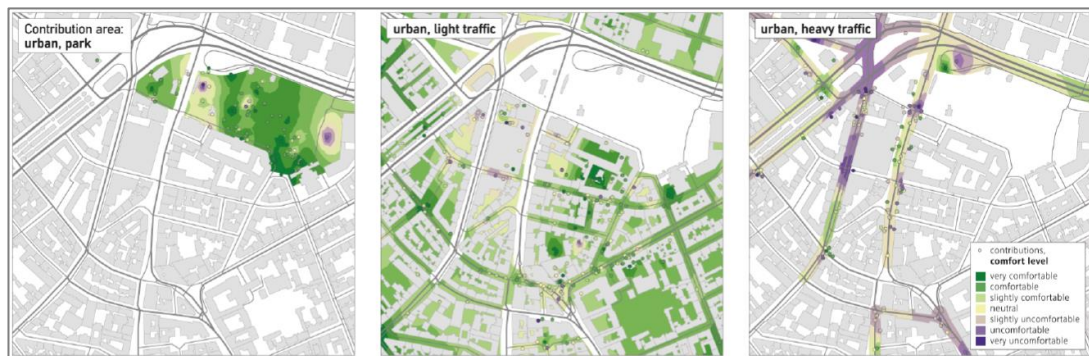 Contribution area:
urban, park
urban, light traffic
urban, heavy traffic
contributions,
comfort level
very comfortable
comfortable
slightly comfortable
neutral
slightly uncomfortable
uncomfortable
very uncomfortable